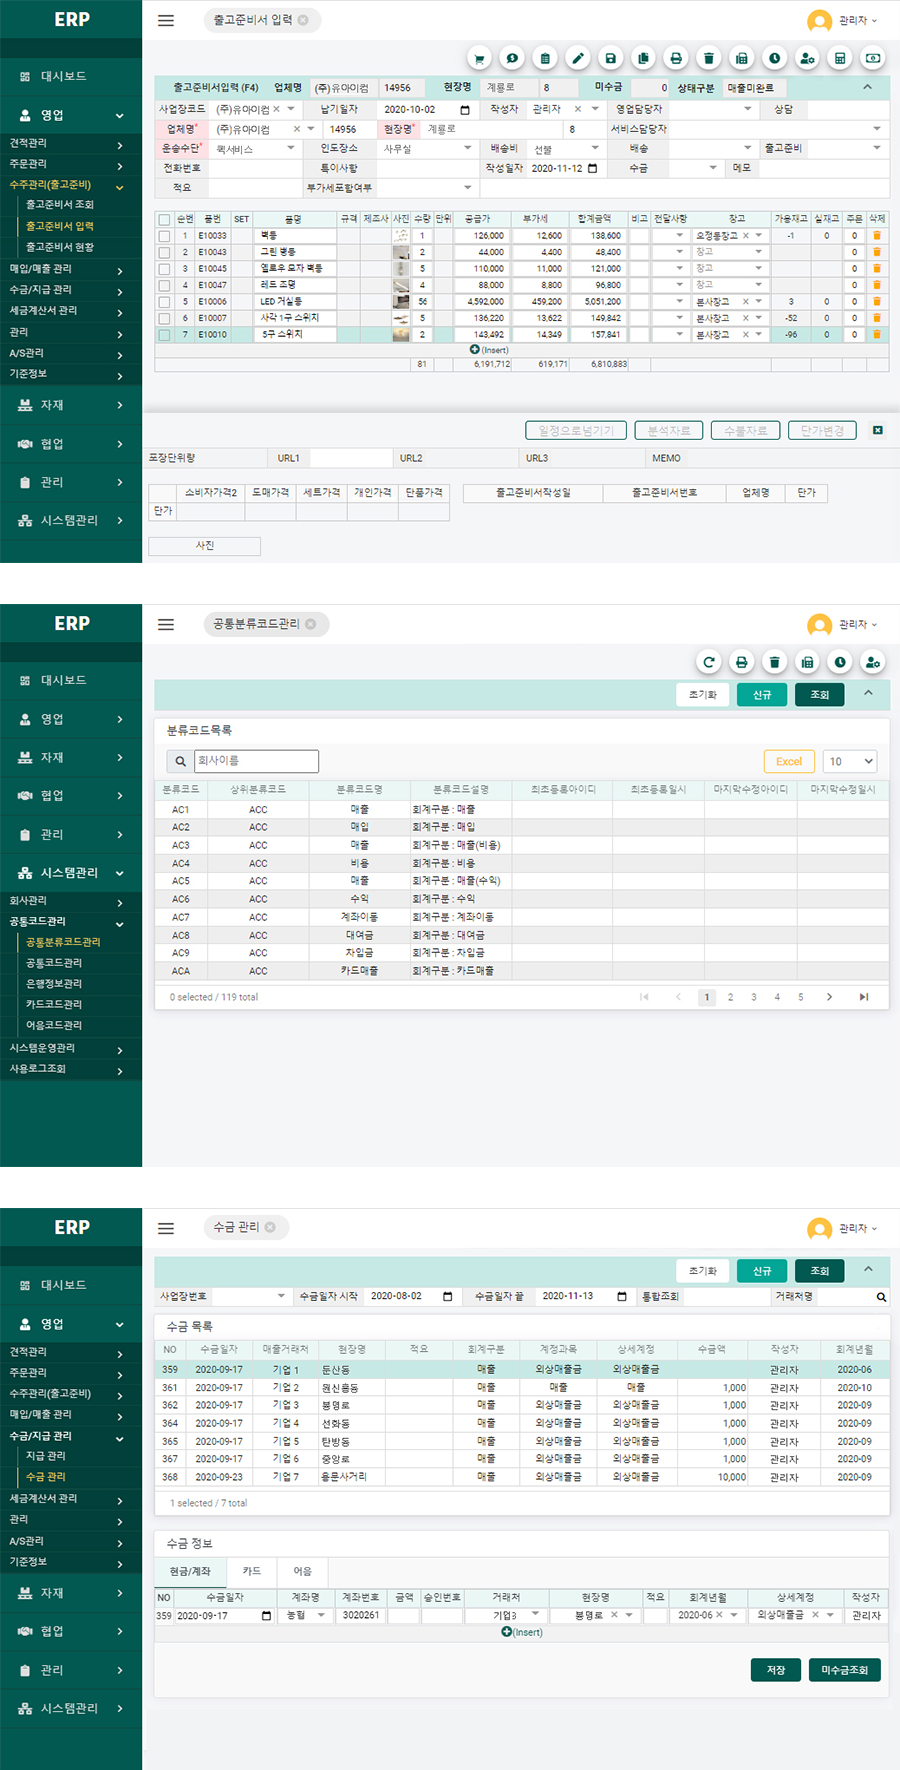 ERP
출고준비서 입력
관리자
대시보드
영업
견적관리
주문관리
수주관리(출고준비)
출고준비서 조회
출고준비서 입력
출고준비서 현황
매입/매출 관리
수금/지급 관리
세금계산서 관리
관리
A/S관리
기준정보
자재
협업
관리
시스템관리
출고준비서입력 (F4) 업체명 (주)유아이컴 14956 현장명 계룡로 8 미수금 0 상태구분 매출미완료
사업장코드 (주)유아이컴 납기일자 2020-10-02 작성자 관리자 영업담당자 상담
업체명* (주)유아이컴 14956 현장명* 계룡로 8 서비스담당자
운송수단* 퀵서비스 인도장소 사무실 배송비 선불 배송 출고준비
전화번호 특이사항 작성일자 2020-11-12 수금 메모
적요 부가세포함여부
순번 품번 SET 품명 규격 제조사 사진 수량 단위 공급가 부가세 합계금액 비고 전달사항 창고 가용재고 실재고 주문 삭제
1 E10033 벽등 1 126,000 12,600 138,600 오정동창고 -1 0 0
2 E10043 그린 병등 2 44,000 4,400 48,400 창고 0
3 E10045 옐로우 모자 벽등 5 110,000 11,000 121,000 창고 0
4 E10047 레드 조명 4 88,000 8,800 96,800 창고 0
5 E10006 LED 거실등 56 4,592,000 459,200 5,051,200 본사창고 3 0 0
6 E10007 사각 1구 스위치 5 136,220 13,622 149,842 본사창고 -52 0 0
7 E10010 5구 스위치 2 143,492 14,349 157,841 본사창고 -96 0 0
(Insert)
81 6,191,712 619,171 6,810,883
일정으로넘기기 분석자료 수불자료 단가변경
포장단위량 URL1 URL2 URL3 MEMO
소비자가격2 도매가격 세트가격 개인가격 단품가격
단가
출고준비서작성일 출고준비서번호 업체명 단가
사진
ERP
공통분류코드관리
관리자
대시보드
영업
자재
협업
관리
시스템관리
회사관리
공통코드관리
공통분류코드관리
공통코드관리
은행정보관리
카드코드관리
어음코드관리
시스템운영관리
사용로그조회
초기화 신규 조회
분류코드목록
회사이름 Excel 10
분류코드 상위분류코드 분류코드명 분류코드설명 최초등록아이디 최초등록일시 마지막수정아이디 마지막수정일시
AC1 ACC 매출 회계구분 : 매출
AC2 ACC 매입 회계구분 : 매입
AC3 ACC 매출 회계구분 : 매출(비용)
AC4 ACC 비용 회계구분 : 비용
AC5 ACC 매출 회계구분 : 매출(수익)
AC6 ACC 수익 회계구분 : 수익
AC7 ACC 계좌이동 회계구분 : 계좌이동
AC8 ACC 대여금 회계구분 : 대여금
AC9 ACC 차입금 회계구분 : 차입금
ACA ACC 카드매출 회계구분 : 카드매출
0 selected / 119 total 1 2 3 4 5
ERP
수금 관리
관리자
대시보드
영업
견적관리
주문관리
수주관리(출고준비)
매입/매출 관리
수금/지급 관리
지급 관리
수금 관리
세금계산서 관리
관리
A/S관리
기준정보
자재
협업
관리
시스템관리
초기화 신규 조회
사업장번호 수금일자 시작 2020-08-02 수금일자 끝 2020-11-13 통합조회 거래처명
수금 목록
NO 수금일자 매출거래처 현장명 적요 회계구분 계정과목 상세계정 수금액 작성자 회계년월
359 2020-09-17 기업 1 둔산동 매출 외상매출금 외상매출금 관리자 2020-06
361 2020-09-17 기업 2 원신흥동 매출 매출 매출 1,000 관리자 2020-10
362 2020-09-17 기업 3 봉명로 매출 외상매출금 외상매출금 1,000 관리자 2020-09
364 2020-09-17 기업 4 선화동 매출 외상매출금 외상매출금 1,000 관리자 2020-09
365 2020-09-17 기업 5 탄방동 매출 외상매출금 외상매출금 1,000 관리자 2020-09
367 2020-09-17 기업 6 중앙로 매출 외상매출금 외상매출금 1,000 관리자 2020-09
368 2020-09-23 기업 7 용문사거리 매출 외상매출금 외상매출금 10,000 관리자 2020-09
1 selected / 7 total
수금 정보
현금/계좌 카드 어음
NO 수금일자 계좌명 계좌번호 금액 승인번호 거래처 현장명 적요 회계년월 상세계정 작성자
359 2020-09-17 농협 3020261 기업3 봉명로 2020-06 외상매출금 관리자
(Insert)
저장 미수금조회